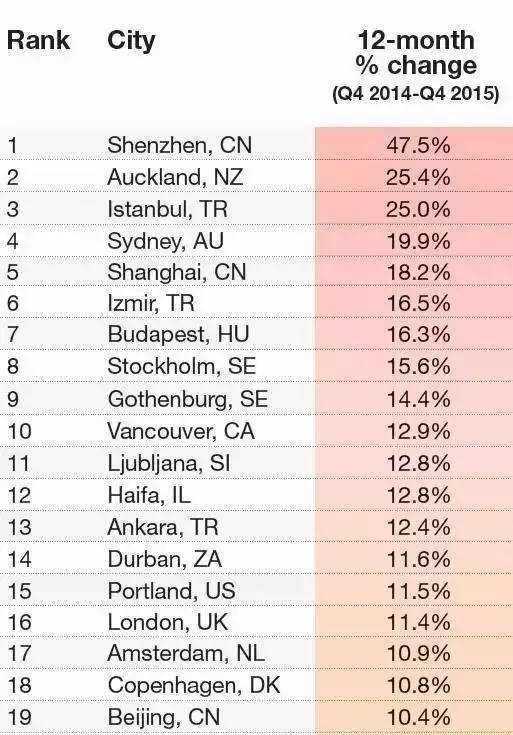 Rank City 12-month
% change
(Q4 2014-Q4 2015)
1 Shenzhen, CN 47.5%
2 Auckland, NZ 25.4%
3 Istanbul, TR 25.0%
4 Sydney, AU 19.9%
5 Shanghai, CN 18.2%
6 Izmir, TR 16.5%
7 Budapest, HU 16.3%
8 Stockholm, SE 15.6%
9 Gothenburg, SE 14.4%
10 Vancouver, CA 12.9%
11 Ljubljana, SI 12.8%
12 Haifa, IL 12.8%
13 Ankara, TR 12.4%
14 Durban, ZA 11.6%
15 Portland, US 11.5%
16 London, UK 11.4%
17 Amsterdam, NL 10.9%
18 Copenhagen, DK 10.8%
19 Beijing, CN 10.4%